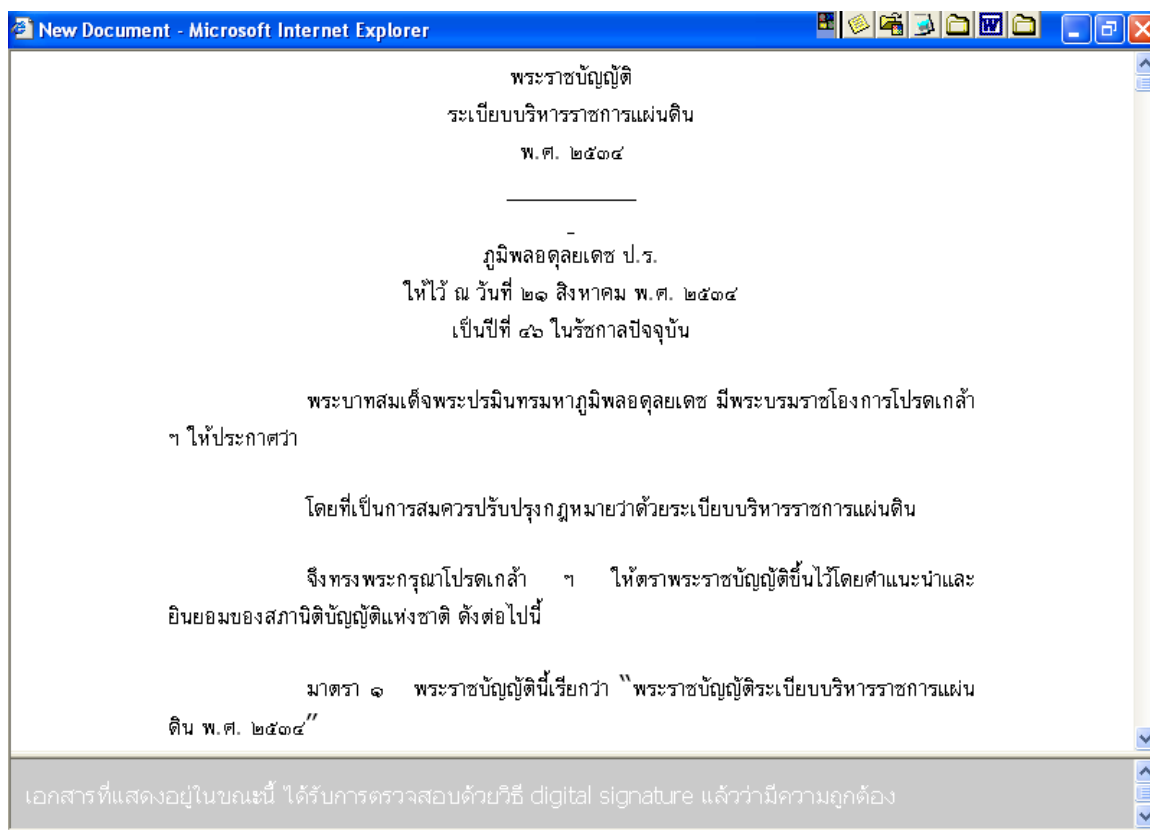 New Document - Microsoft Internet Explorer
พระราชบัญญัติ
ระเบียบบริหารราชการแผ่นดิน
พ.ศ. ๒๕๓๔
ภูมิพลอดุลยเดช ป.ร.
ให้ไว้ ณ วันที่ ๒๑ สิงหาคม พ.ศ. ๒๕๓๔
เป็นปีที่ ๔๖ ในรัชกาลปัจจุบัน
พระบาทสมเด็จพระปรมินทรมหาภูมิพลอดุลยเดช มีพระบรมราชโองการโปรดเกล้า
ฯ ให้ประกาศว่า
โดยที่เป็นการสมควรปรับปรุงกฎหมายว่าด้วยระเบียบบริหารราชการแผ่นดิน
จึงทรงพระกรุณาโปรดเกล้า ฯ ให้ตราพระราชบัญญัติขึ้นไว้โดยคำแนะนำและ
ยินยอมของสภานิติบัญญัติแห่งชาติ ดังต่อไปนี้
มาตรา ๑ พระราชบัญญัตินี้เรียกว่า “พระราชบัญญัติระเบียบบริหารราชการแผ่น
ดิน พ.ศ. ๒๕๓๔”
เอกสารที่แสดงอยู่ในขณะนี้ ได้รับการตรวจสอบด้วยวิธี digital signature แล้วว่ามีความถูกต้อง